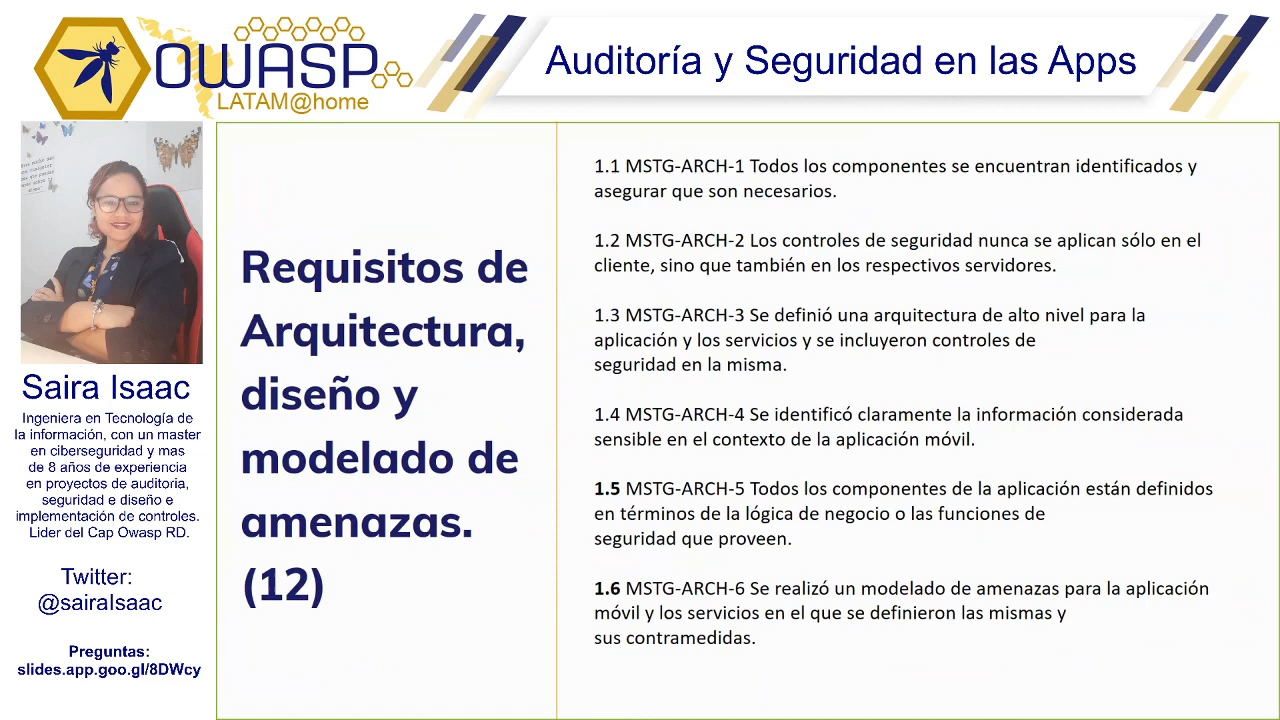 OWASP
LATAM@home
Auditoría y Seguridad en las Apps
Saira Isaac
Ingeniera en Tecnología de
la información, con un master
en ciberseguridad y mas
de 8 años de experiencia
en proyectos de auditoria,
seguridad e diseño e
implementación de controles.
Lider del Cap Owasp RD.
Twitter:
@sairaIsaac
Preguntas:
slides.app.goo.gl/8DWcy
Requisitos de
Arquitectura,
diseño y
modelado de
amenazas.
(12)
1.1 MSTG-ARCH-1 Todos los componentes se encuentran identificados y
asegurar que son necesarios.
1.2 MSTG-ARCH-2 Los controles de seguridad nunca se aplican sólo en el
cliente, sino que también en los respectivos servidores.
1.3 MSTG-ARCH-3 Se definió una arquitectura de alto nivel para la
aplicación y los servicios y se incluyeron controles de
seguridad en la misma.
1.4 MSTG-ARCH-4 Se identificó claramente la información considerada
sensible en el contexto de la aplicación móvil.
1.5 MSTG-ARCH-5 Todos los componentes de la aplicación están definidos
en términos de la lógica de negocio o las funciones de
seguridad que proveen.
1.6 MSTG-ARCH-6 Se realizó un modelado de amenazas para la aplicación
móvil y los servicios en el que se definieron las mismas y
sus contramedidas.